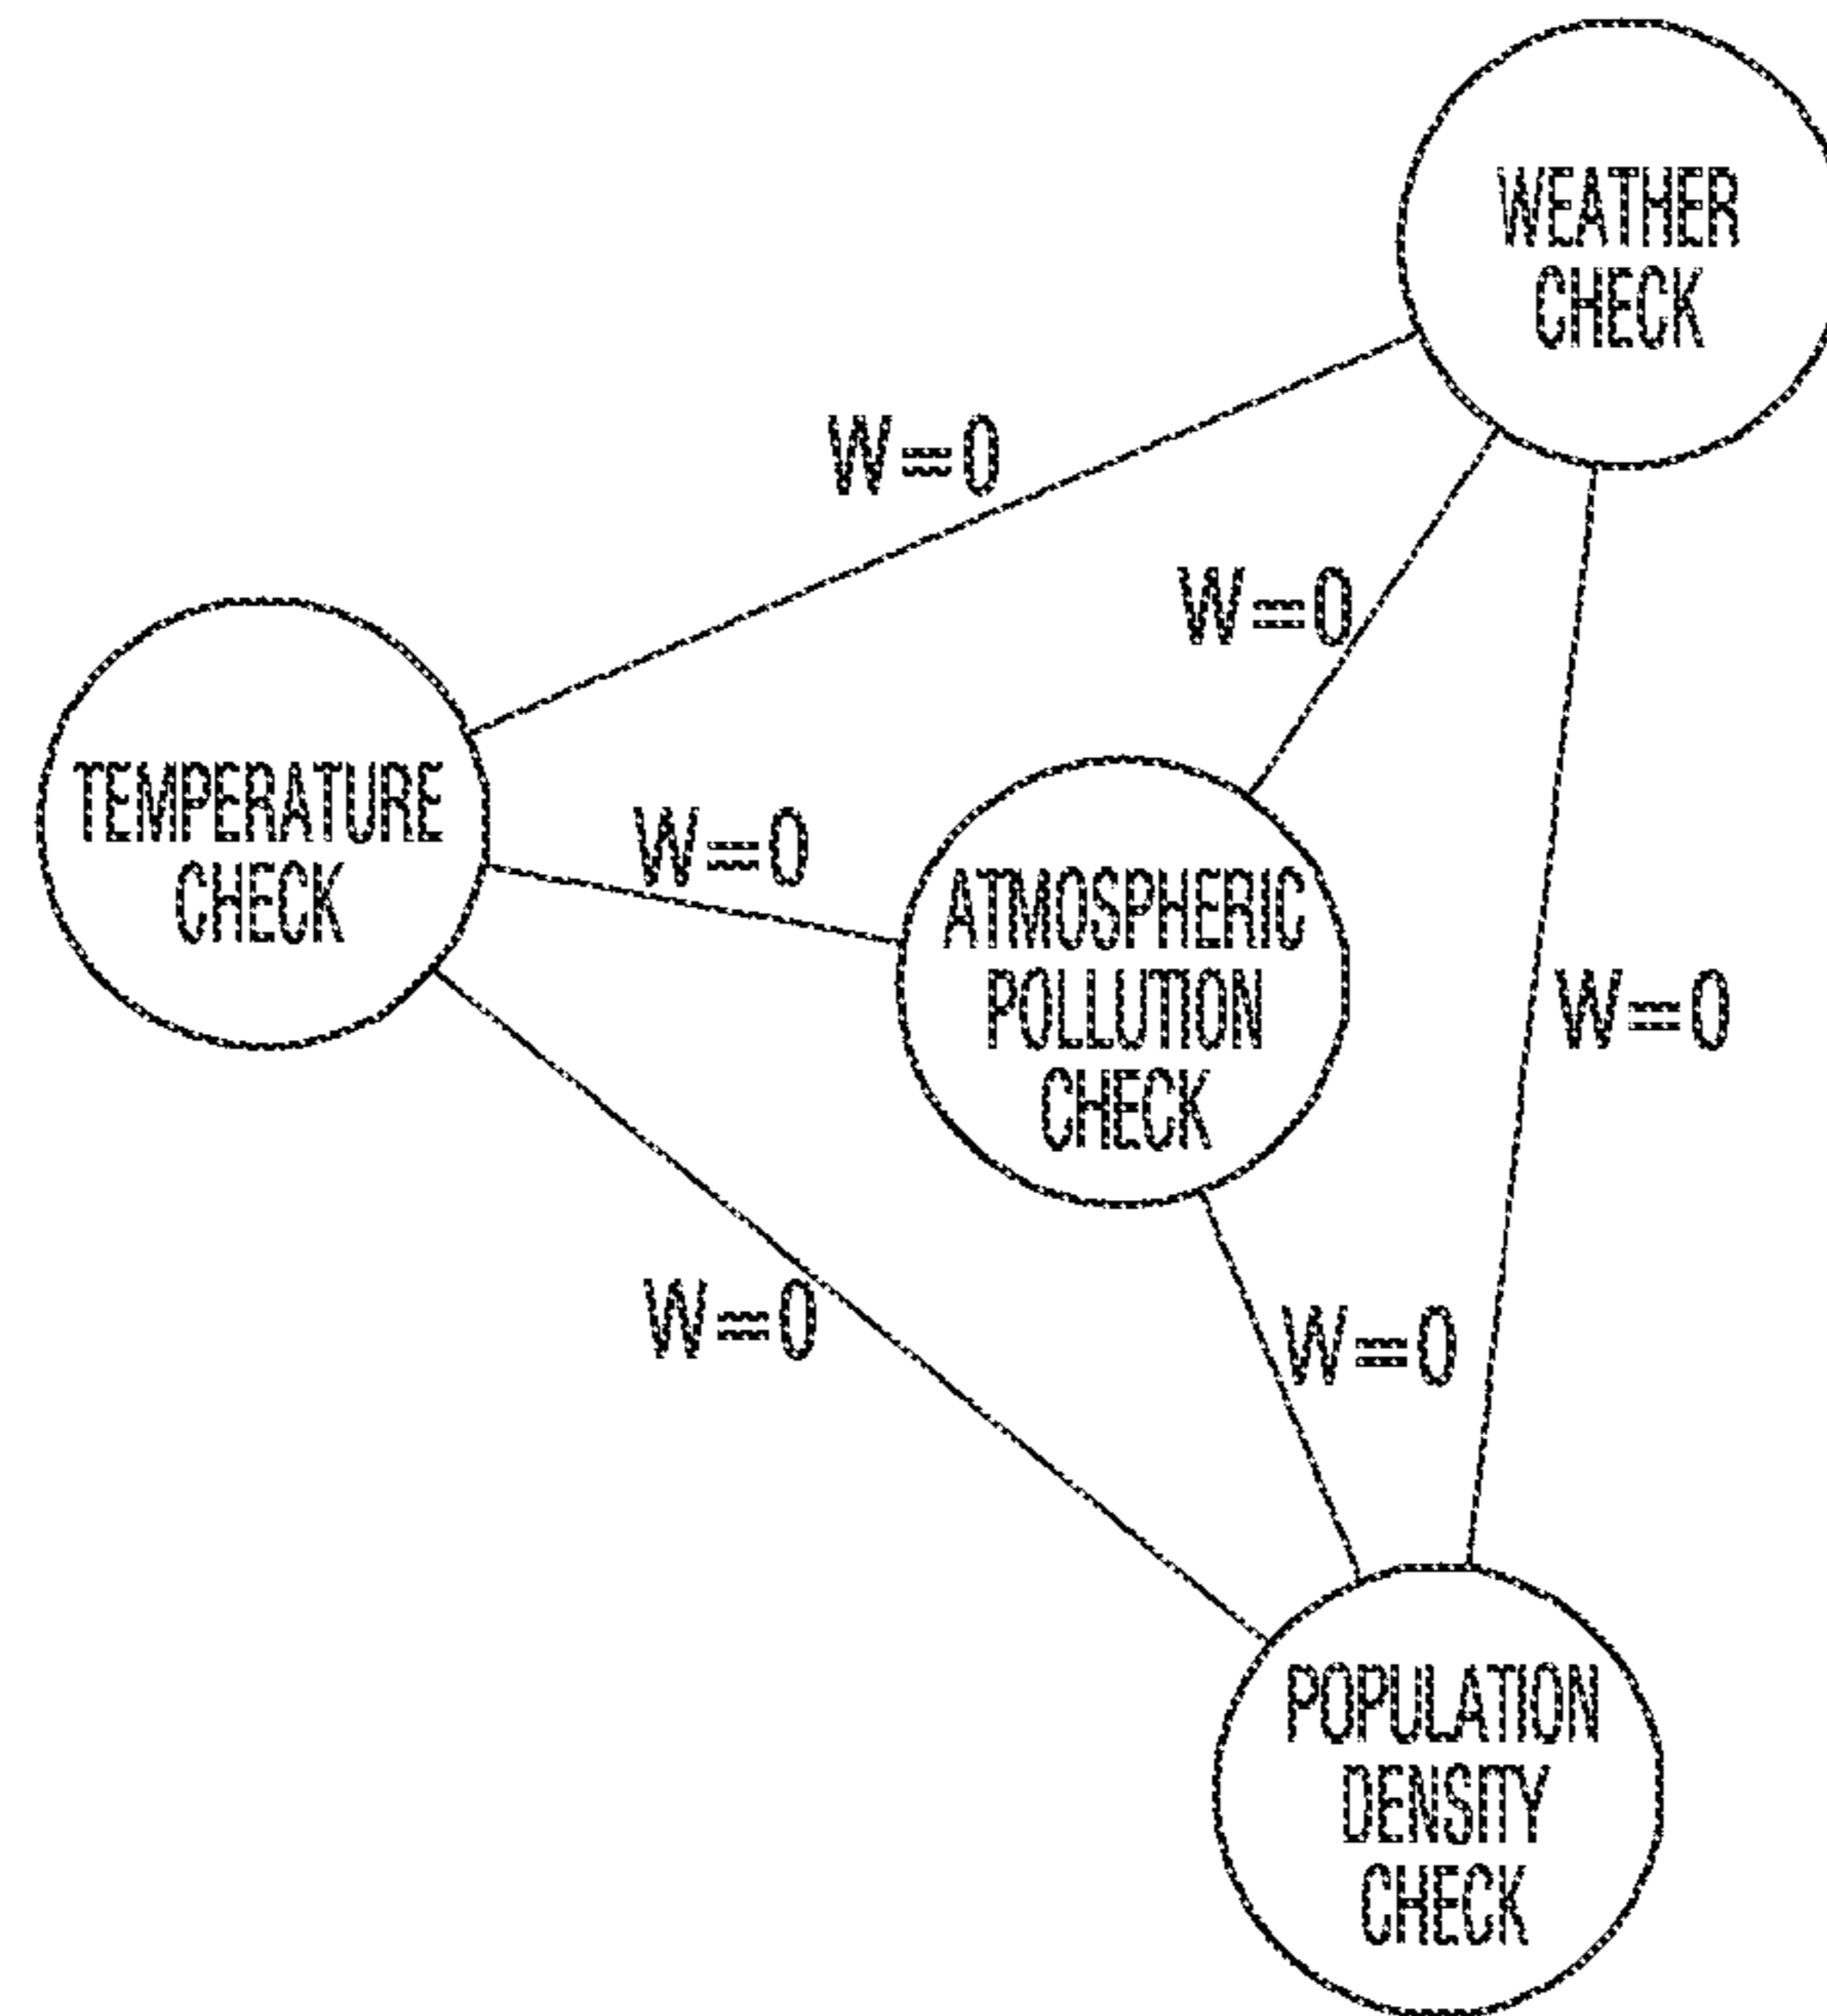 WEATHER
CHECK
W=0
W=0
TEMPERATURE
CHECK
W=0
ATMOSPHERIC
POLLUTION
CHECK
W=0
W=0
W=0
POPULATION
DENSITY
CHECK